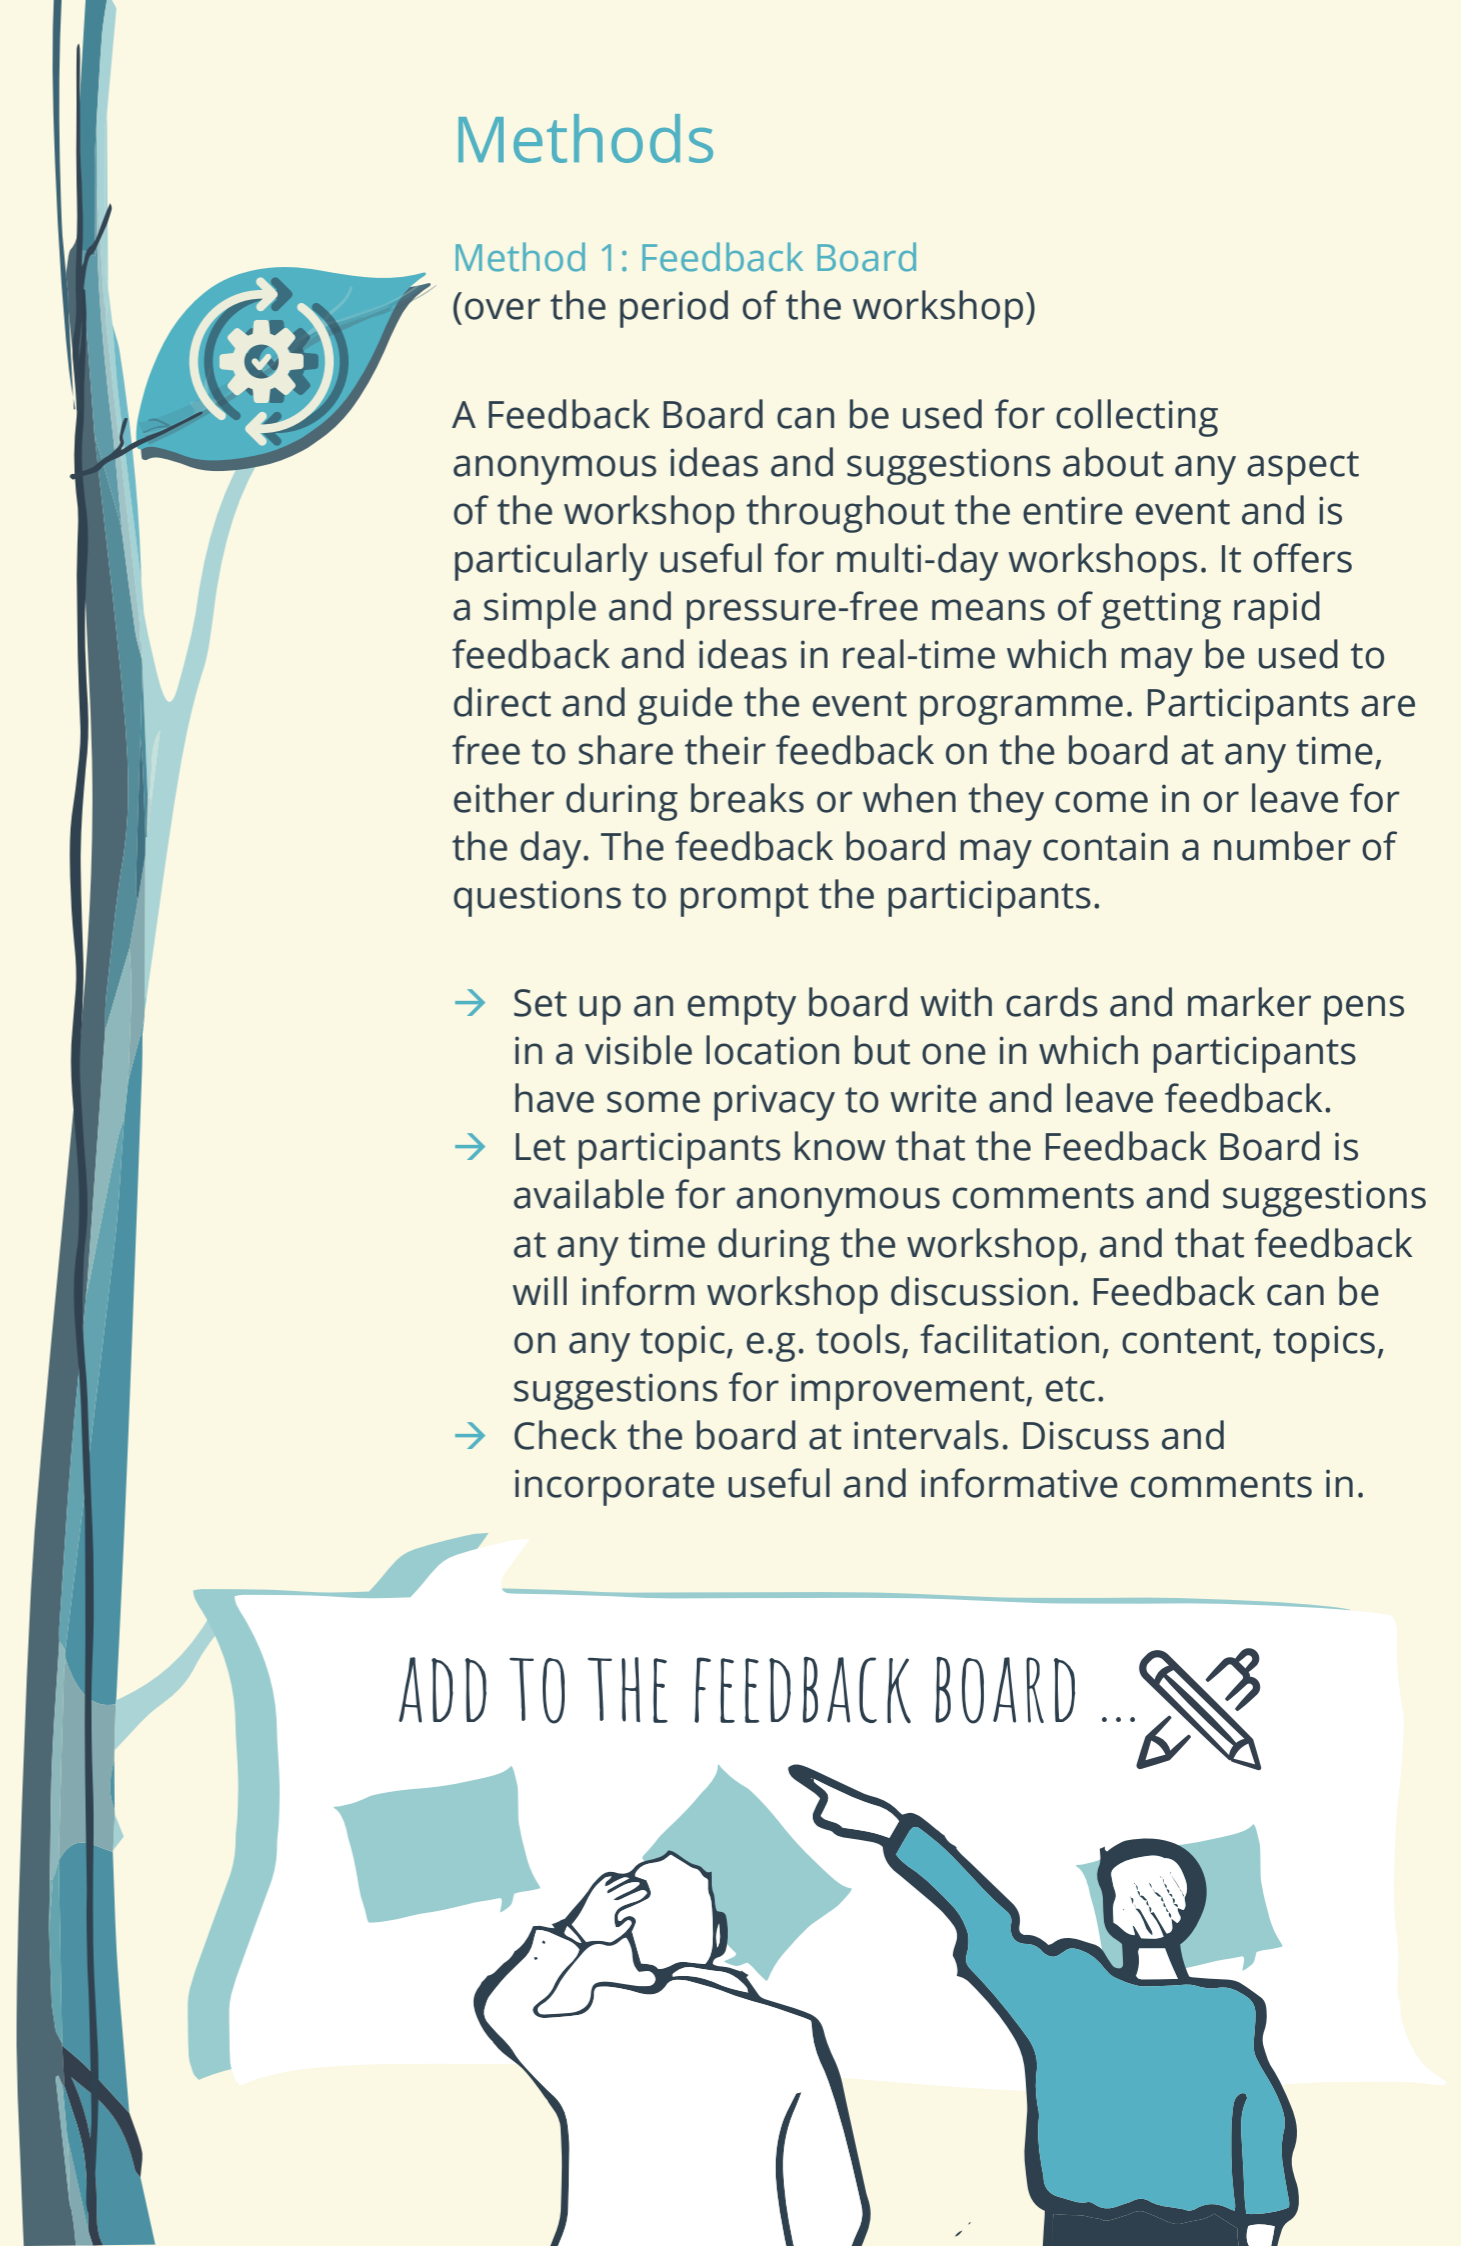 Methods
Method 1: Feedback Board
(over the period of the workshop)
A Feedback Board can be used for collecting
anonymous ideas and suggestions about any aspect
of the workshop throughout the entire event and is
particularly useful for multi-day workshops. It offers
a simple and pressure-free means of getting rapid
feedback and ideas in real-time which may be used to
direct and guide the event programme. Participants are
free to share their feedback on the board at any time,
either during breaks or when they come in or leave for
the day. The feedback board may contain a number of
questions to prompt the participants.
→ Set up an empty board with cards and marker pens
in a visible location but one in which participants
have some privacy to write and leave feedback.
→ Let participants know that the Feedback Board is
available for anonymous comments and suggestions
at any time during the workshop, and that feedback
will inform workshop discussion. Feedback can be
on any topic, e.g. tools, facilitation, content, topics,
suggestions for improvement, etc.
→ Check the board at intervals. Discuss and
incorporate useful and informative comments in.
ADD TO THE FEEDBACK BOARD ...